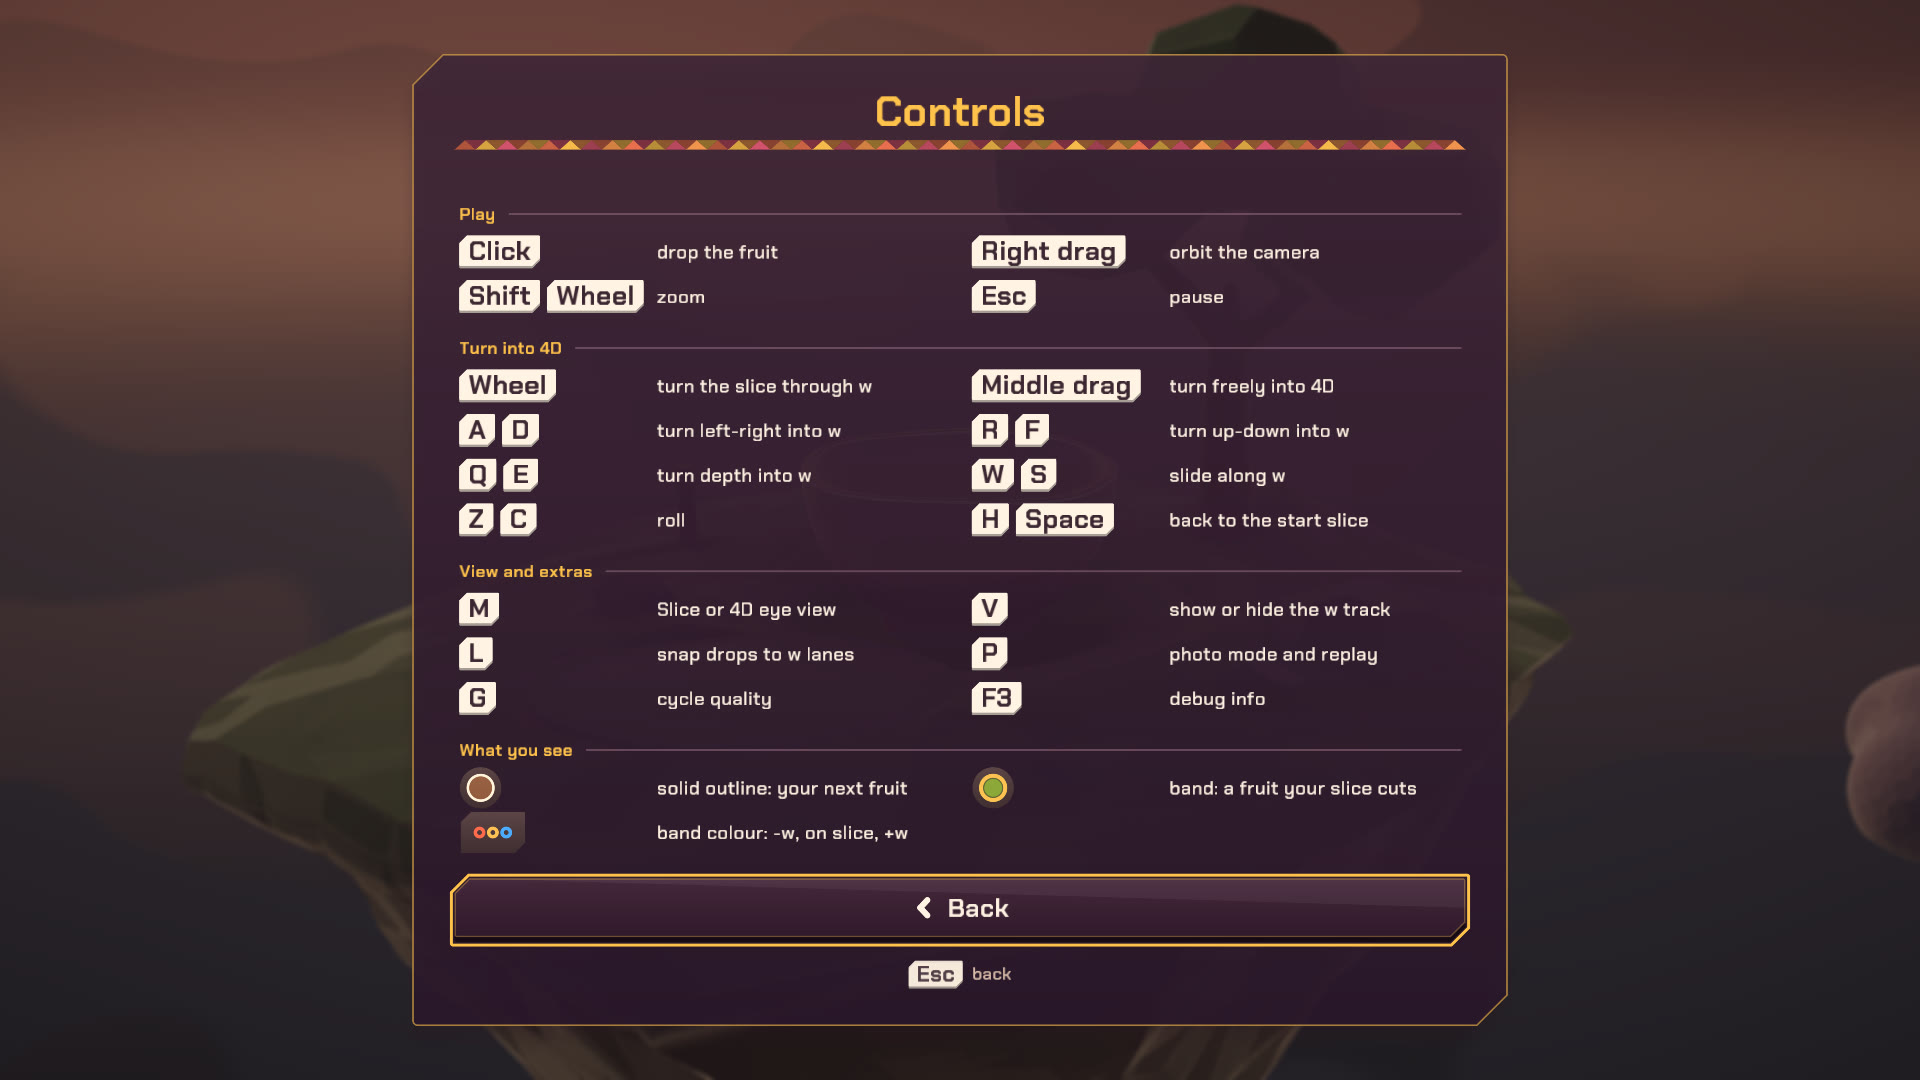 Controls
Play
Click drop the fruit Right drag orbit the camera
Shift Wheel zoom Esc pause
Turn into 4D
Wheel turn the slice through w Middle drag turn freely into 4D
A D turn left-right into w R F turn up-down into w
Q E turn depth into w W S slide along w
Z C roll H Space back to the start slice
View and extras
M Slice or 4D eye view V show or hide the w track
L snap drops to w lanes P photo mode and replay
G cycle quality F3 debug info
What you see
solid outline: your next fruit band: a fruit your slice cuts
band colour: -w, on slice, +w
Back
Esc back